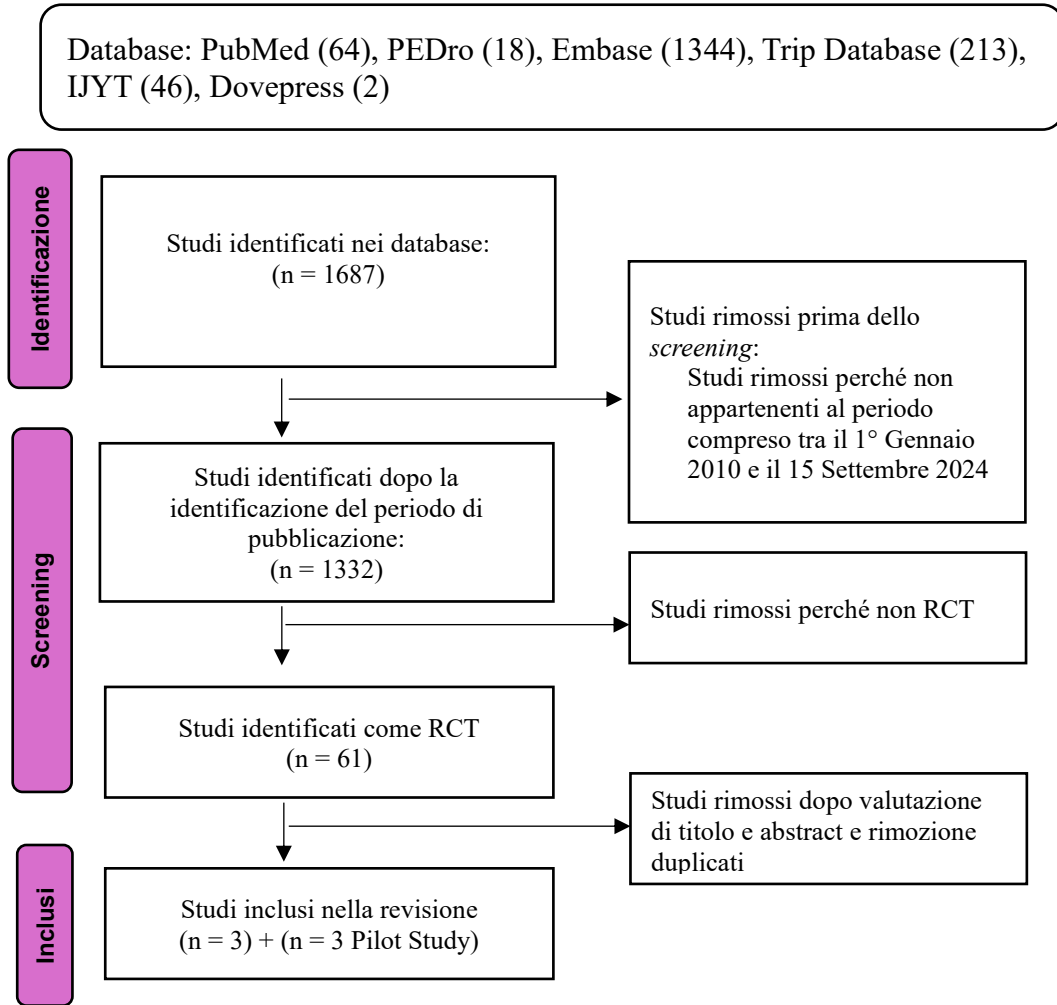 Database: PubMed (64), PEDro (18), Embase (1344), Trip Database (213),
IJYT (46), Dovepress (2)
Identificazione
Studi identificati nei database:
(n = 1687)
Studi rimossi prima dello
screening:
Studi rimossi perché non
appartenenti al periodo
compreso tra il 1° Gennaio
2010 e il 15 Settembre 2024
Screening
Studi identificati dopo la
identificazione del periodo di
pubblicazione:
(n = 1332)
Studi rimossi perché non RCT
Studi identificati come RCT
(n = 61)
Studi rimossi dopo valutazione
di titolo e abstract e rimozione
duplicati
Inclusi
Studi inclusi nella revisione
(n = 3) + (n = 3 Pilot Study)